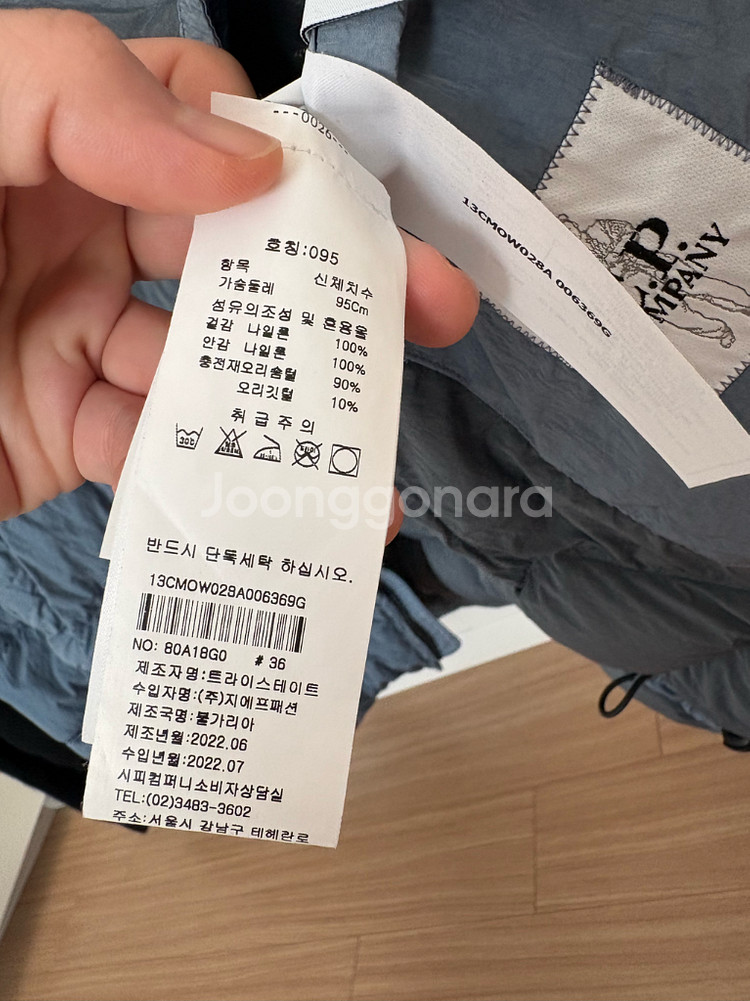 ---0026---
호칭:095
항목 신체치수
가슴둘레 95Cm
섬유의조성 및 혼용율
겉감 나일론 100%
안감 나일론 100%
충전재오리솜털 90%
오리깃털 10%
취급주의
30℃
반드시 단독세탁 하십시오.
13CMOW028A006369G
NO: 80A18G0 # 36
제조자명:트라이스테이트
수입자명:(주)지에프패션
제조국명:불가리아
제조년월:2022.06
수입년월:2022.07
시피컴퍼니소비자상담실
TEL:(02)3483-3602
주소:서울시 강남구 테헤란로
13CMOW028A 006369G
.P.
MPANY
Joonggonara